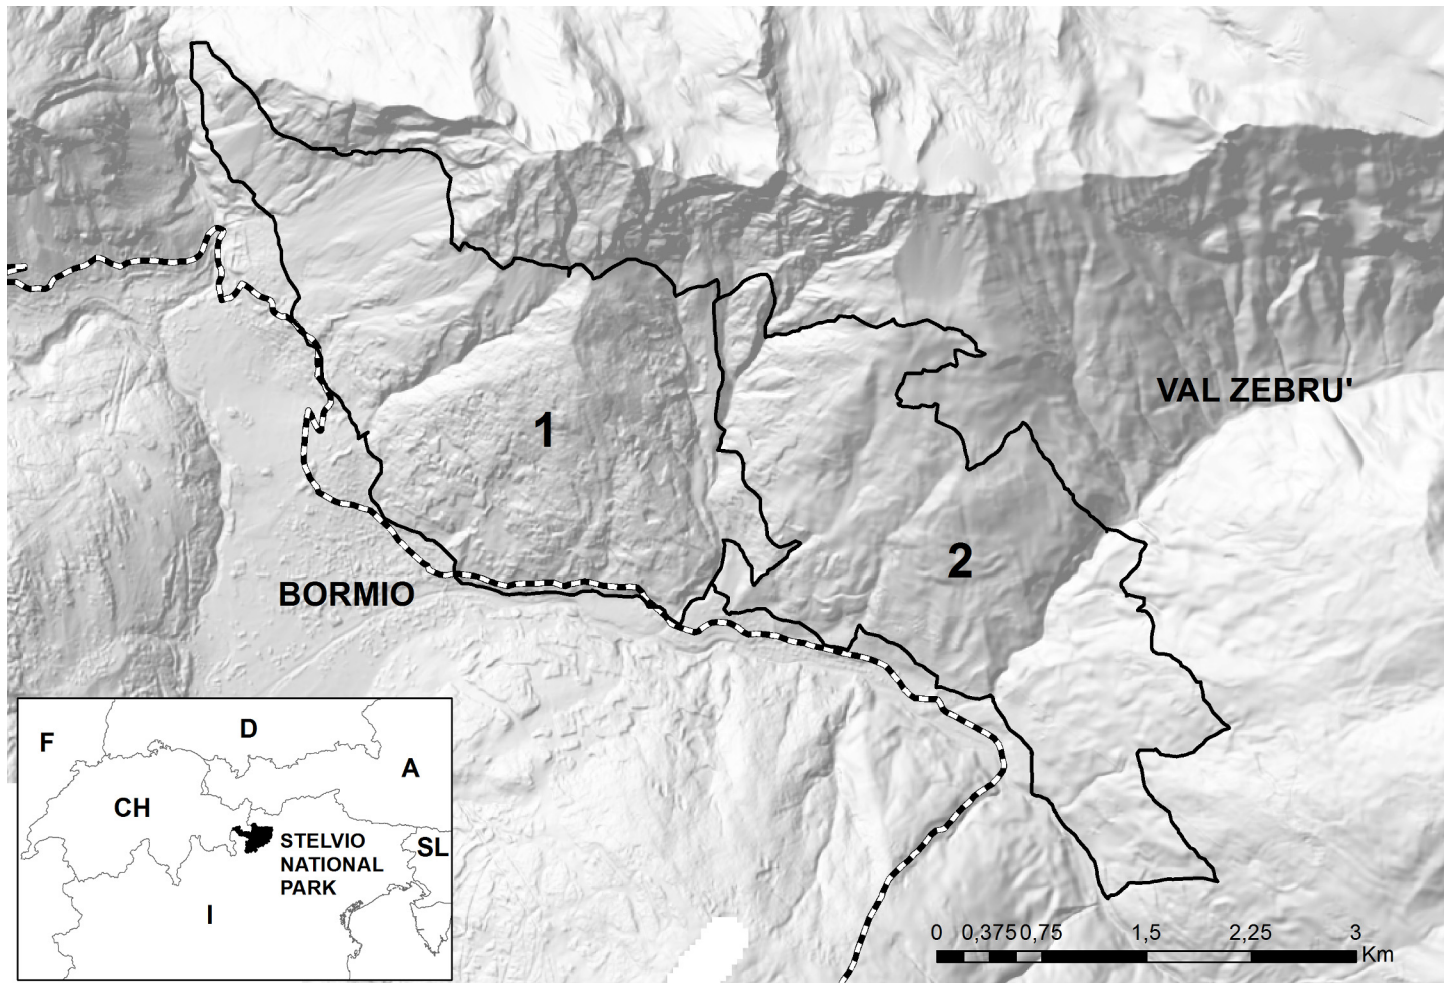 1
VAL ZEBRU'
2
BORMIO
F
D
A
CH
STELVIO
NATIONAL
PARK
SL
I
0 0,375 0,75 1,5 2,25 3
Km